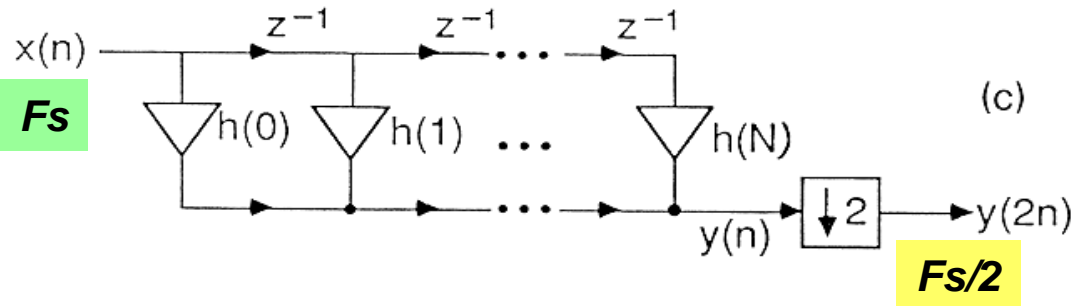 z⁻¹ z⁻¹ z⁻¹
x(n)
Fs h(0) h(1) ... h(N) (c)
↓2 y(2n)
y(n)
Fs/2